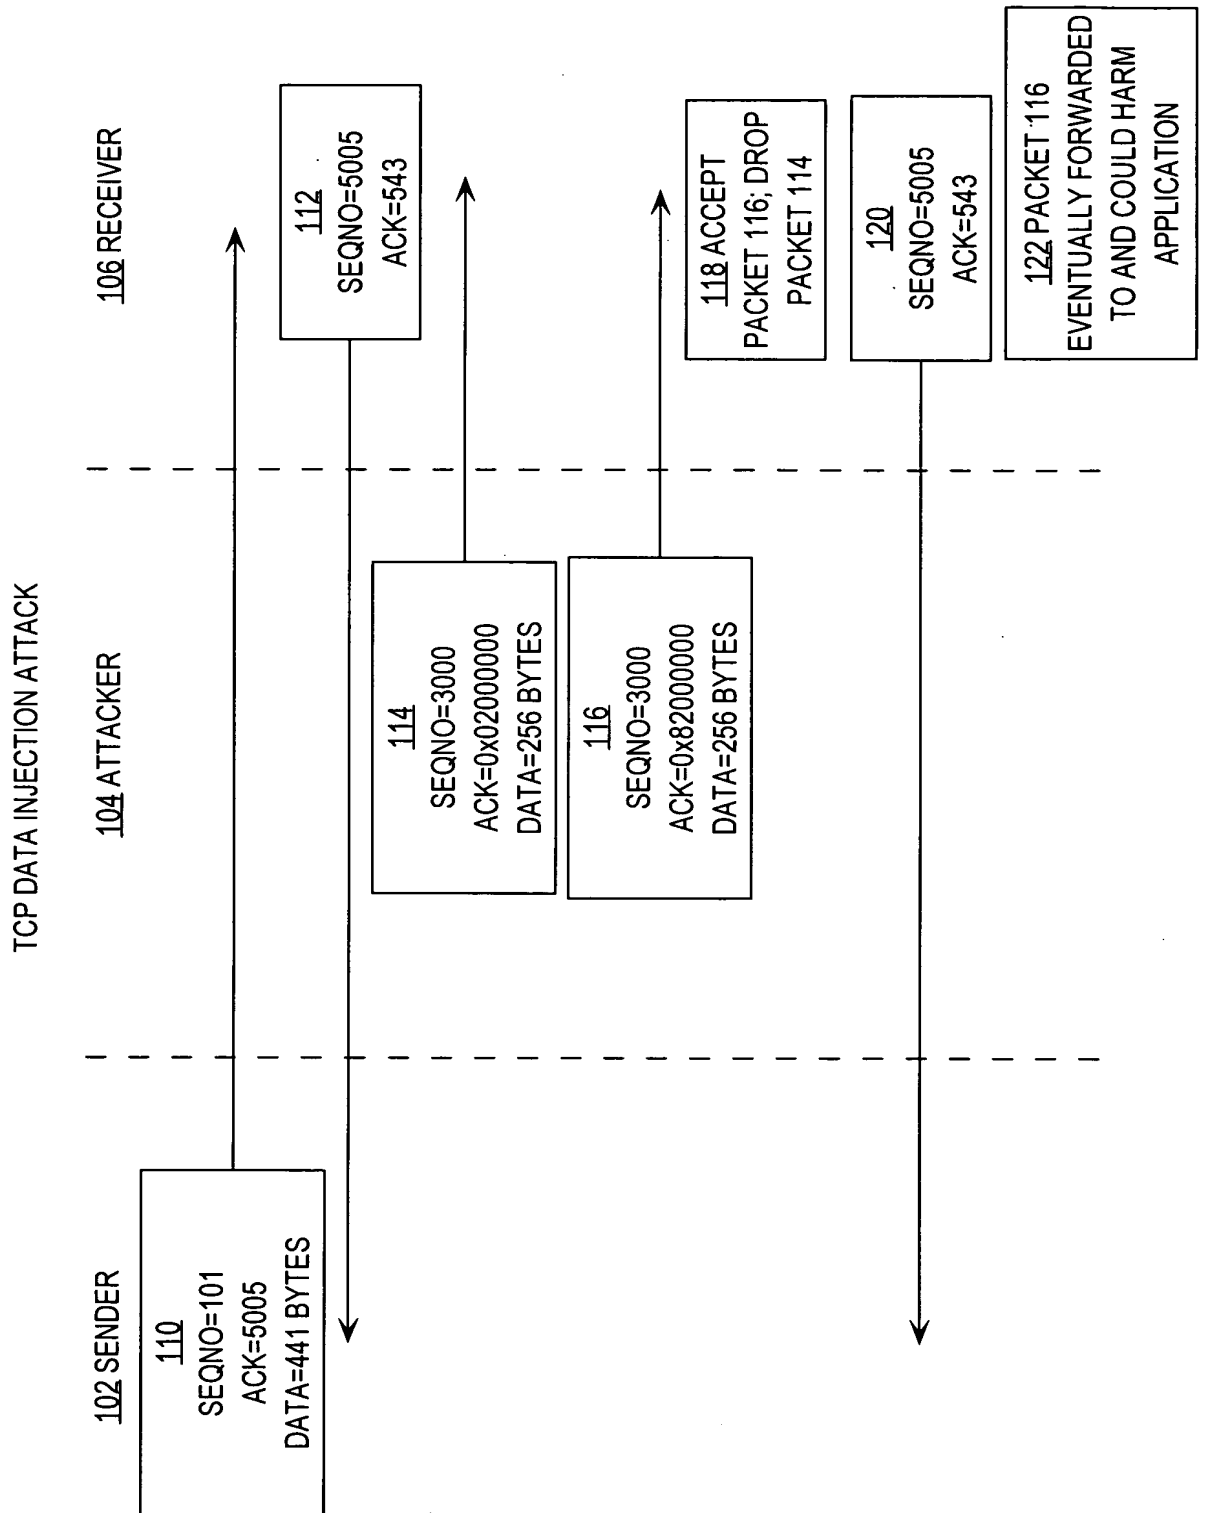 TCP DATA INJECTION ATTACK
102 SENDER
104 ATTACKER
106 RECEIVER
110
SEQNO=101
ACK=5005
DATA=441 BYTES
112
SEQNO=5005
ACK=543
114
SEQNO=3000
ACK=0x02000000
DATA=256 BYTES
116
SEQNO=3000
ACK=0x82000000
DATA=256 BYTES
118 ACCEPT
PACKET 116; DROP
PACKET 114
120
SEQNO=5005
ACK=543
122 PACKET 116
EVENTUALLY FORWARDED
TO AND COULD HARM
APPLICATION